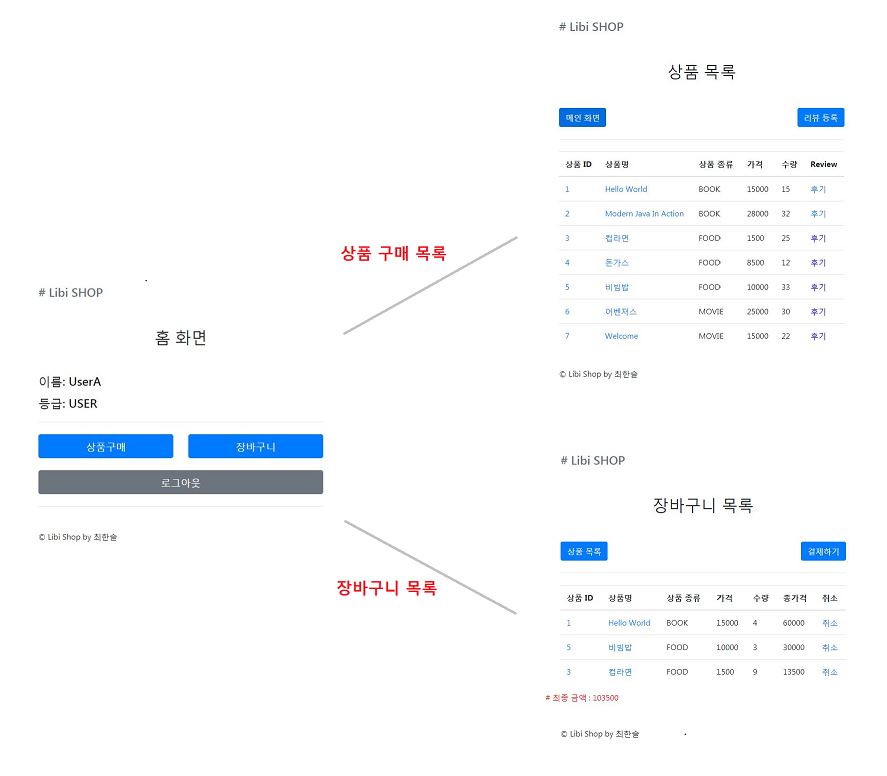 # Libi SHOP
상품 목록
메인 화면 리뷰 등록
상품 ID 상품명 상품 종류 가격 수량 Review
1 Hello World BOOK 15000 15 후기
2 Modern Java In Action BOOK 28000 32 후기
3 컵라면 FOOD 1500 25 후기
4 돈가스 FOOD 8500 12 후기
5 비빔밥 FOOD 10000 33 후기
6 어벤져스 MOVIE 25000 30 후기
7 Welcome MOVIE 15000 22 후기
© Libi Shop by 최한솔
상품 구매 목록
# Libi SHOP
홈 화면
이름: UserA
등급: USER
상품구매 장바구니
로그아웃
© Libi Shop by 최한솔
장바구니 목록
# Libi SHOP
장바구니 목록
상품 목록 결제하기
상품 ID 상품명 상품 종류 가격 수량 총가격 취소
1 Hello World BOOK 15000 4 60000 취소
5 비빔밥 FOOD 10000 3 30000 취소
3 컵라면 FOOD 1500 9 13500 취소
# 최종 금액 : 103500
© Libi Shop by 최한솔